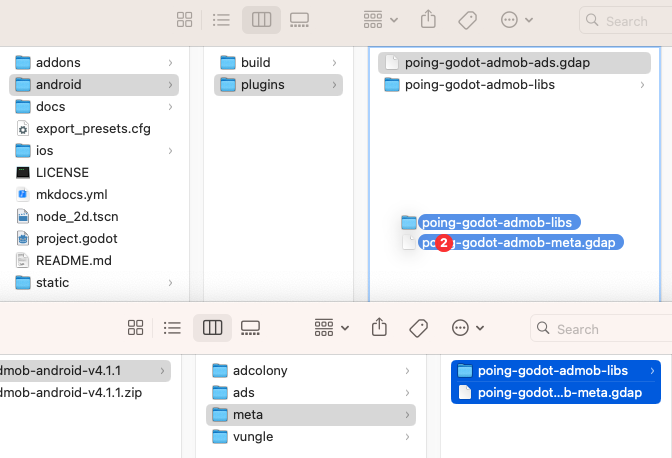 Search
addons
android
docs
export_presets.cfg
ios
LICENSE
mkdocs.yml
node_2d.tscn
project.godot
README.md
static
build
plugins
poing-godot-admob-ads.gdap
poing-godot-admob-libs
poing-godot-admob-libs
2
-godot-admob-meta.gdap
Search
dmob-android-v4.1.1
dmob-android-v4.1.1.zip
adcolony
ads
meta
vungle
poing-godot-admob-libs
poing-godot...b-meta.gdap